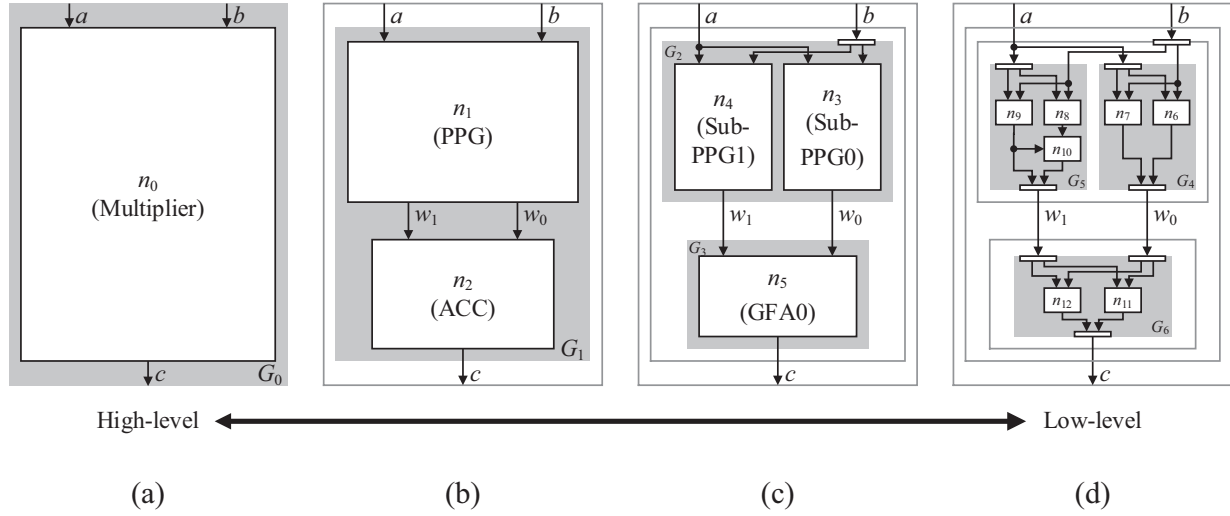 a b
n0
(Multiplier)
c G0
a b
n1
(PPG)
w1 w0
n2
(ACC)
G1
c
a b
G2
n4
(Sub-
PPG1)
n3
(Sub-
PPG0)
w1 w0
G3
n5
(GFA0)
c
a b
n9 n8 n7 n6
n10
G5 G4
w1 w0
n12 n11
G6
c
High-level Low-level
(a) (b) (c) (d)